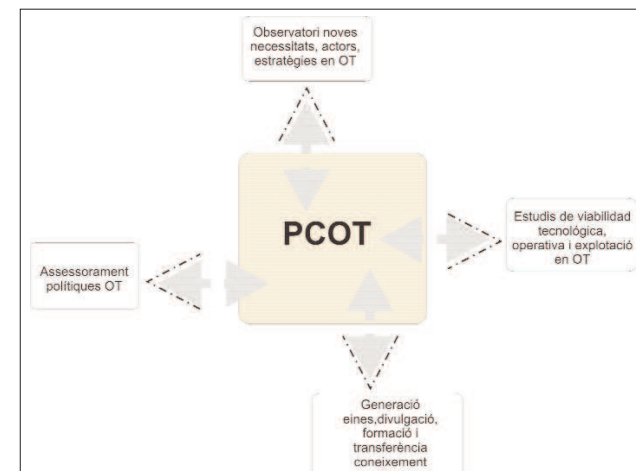 Observatori noves
necessitats, actors,
estratègies en OT
PCOT
Estudis de viabilidad
tecnològica,
operativa i explotació
en OT
Assessorament
polítiques OT
Generació
eines,divulgació,
formació i
transferència
coneixement